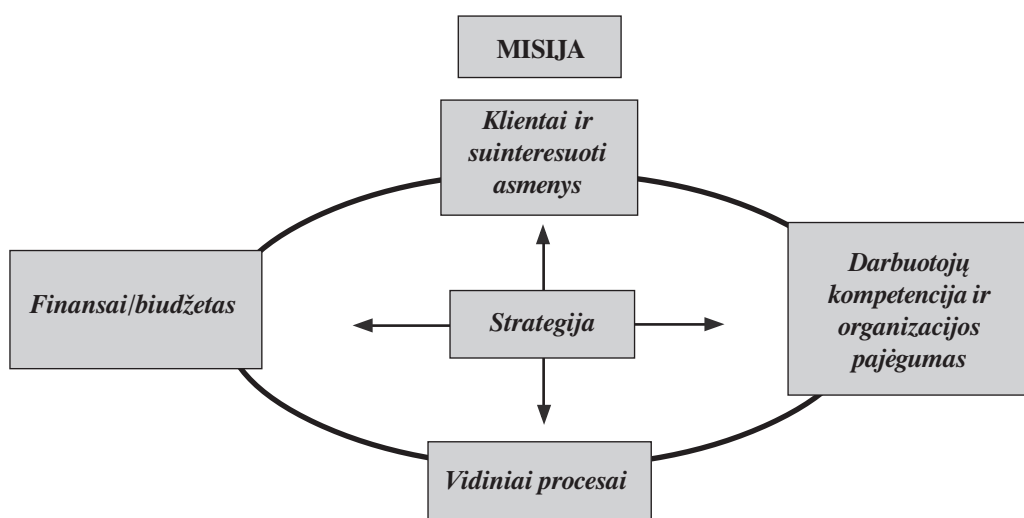 MISIJA
Klientai ir
suinteresuoti
asmenys
Finansai/biudžetas
Strategija
Darbuotojų
kompetencija ir
organizacijos
pajėgumas
Vidiniai procesai